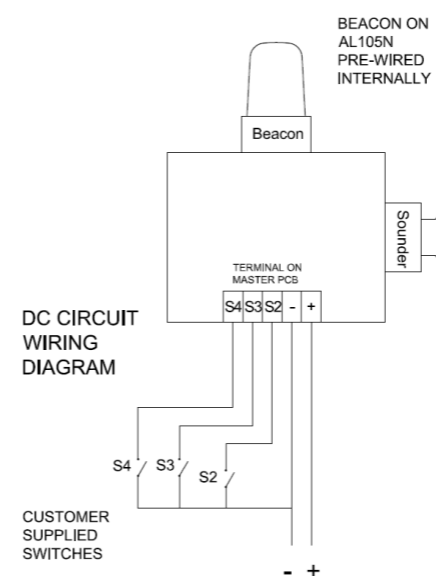 BEACON ON
AL105N
PRE-WIRED
INTERNALLY
Beacon
Sounder
TERMINAL ON
MASTER PCB
S4 S3 S2 - +
DC CIRCUIT
WIRING
DIAGRAM
S4 S3 S2
CUSTOMER
SUPPLIED
SWITCHES
- +